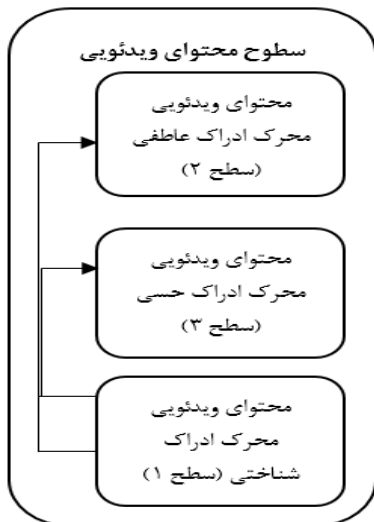 سطوح محتوای ویدئویی
محتوای ویدئویی
محرک ادراک عاطفی
(سطح ۲)
محتوای ویدئویی
محرک ادراک حسی
(سطح ۳)
محتوای ویدئویی
محرک ادراک
شناختی (سطح ۱)